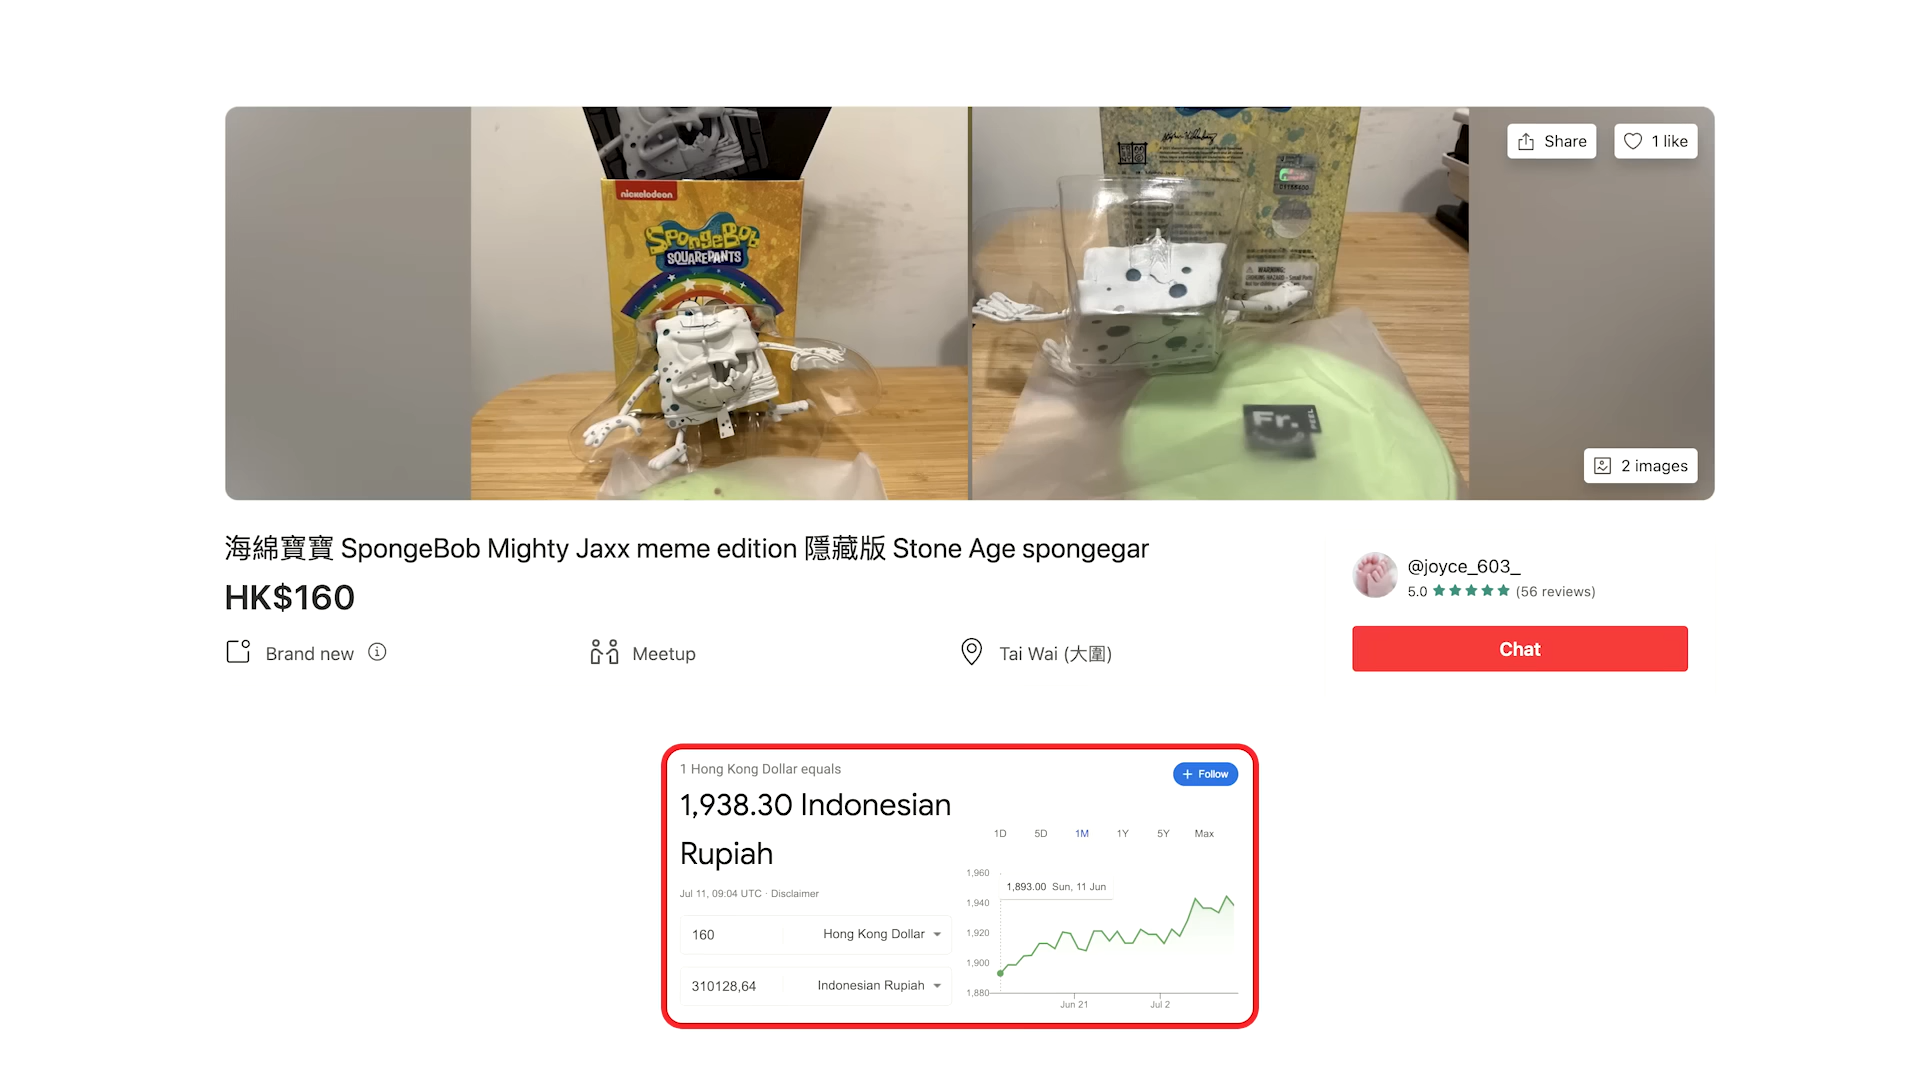 nickelodeon
SpongeBob
SQUAREPANTS
WARNING:
Fr.
REEL
Share
1 like
2 images
海綿寶寶 SpongeBob Mighty Jaxx meme edition 隱藏版 Stone Age spongegar
HK$160
Brand new
Meetup
Tai Wai (大圍)
@joyce_603_
5.0
(56 reviews)
Chat
1 Hong Kong Dollar equals
+ Follow
1,938.30 Indonesian
Rupiah
Jul 11, 09:04 UTC · Disclaimer
160 Hong Kong Dollar
310128,64 Indonesian Rupiah
1D 5D 1M 1Y 5Y Max
1,960
1,893.00 Sun, 11 Jun
1,940
1,920
1,900
1,880
Jun 21 Jul 2